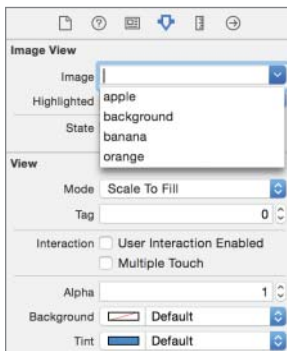 Image View
Image
Highlighted
apple
background
State
banana
orange
View
Mode Scale To Fill
Tag 0
Interaction User Interaction Enabled
Multiple Touch
Alpha 1
Background Default
Tint Default